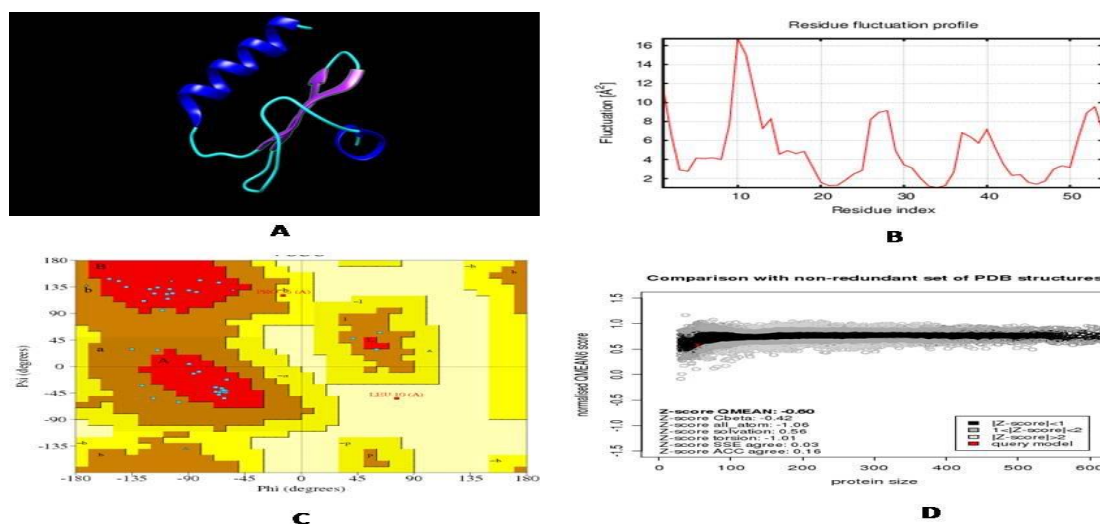 A
Residue fluctuation profile
Fluctuation [Å²]
16
14
12
10
8
6
4
2
10
20
30
40
50
Residue index
B
180
135
90
45
0
-45
-90
-135
Psi (degrees)
B
b
a
A
L
LEU 10 (A)
-180
-135
-90
-45
0
45
90
135
180
Phi (degrees)
C
Comparison with non-redundant set of PDB structures
normalised QMEAN6 score
1.5
1.0
0.5
0.0
-0.5
-1.5
Z-score QMEAN: -0.60
Z-score Cbeta: -0.42
Z-score all_atom: -1.06
Z-score solvation: 0.56
Z-score torsion: -1.01
Z-score SSE agree: 0.03
Z-score ACC agree: 0.16
|Z-score|<1
1<|Z-score|<2
|Z-score|>2
query model
0
100
200
300
400
500
600
protein size
D